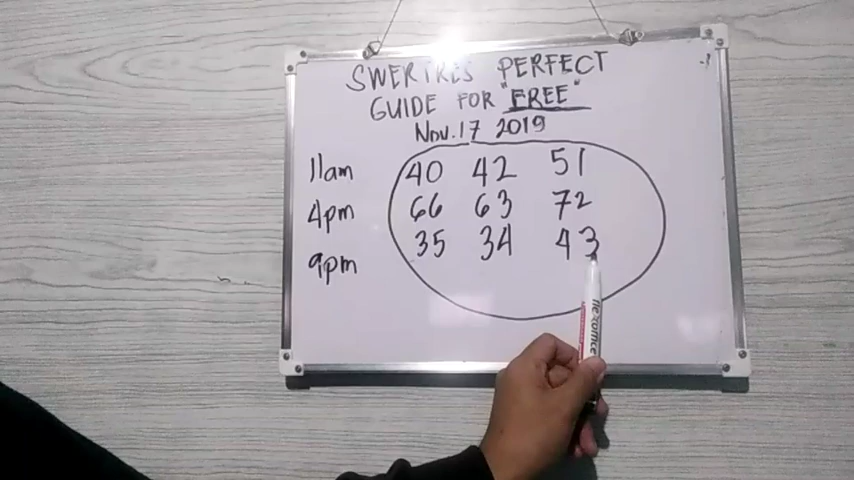 SWERTRES PERFECT
GUIDE FOR "FREE"
Nov. 17 2019
11am 40 42 51
4pm 66 63 72
9pm 35 34 43
flexoffice